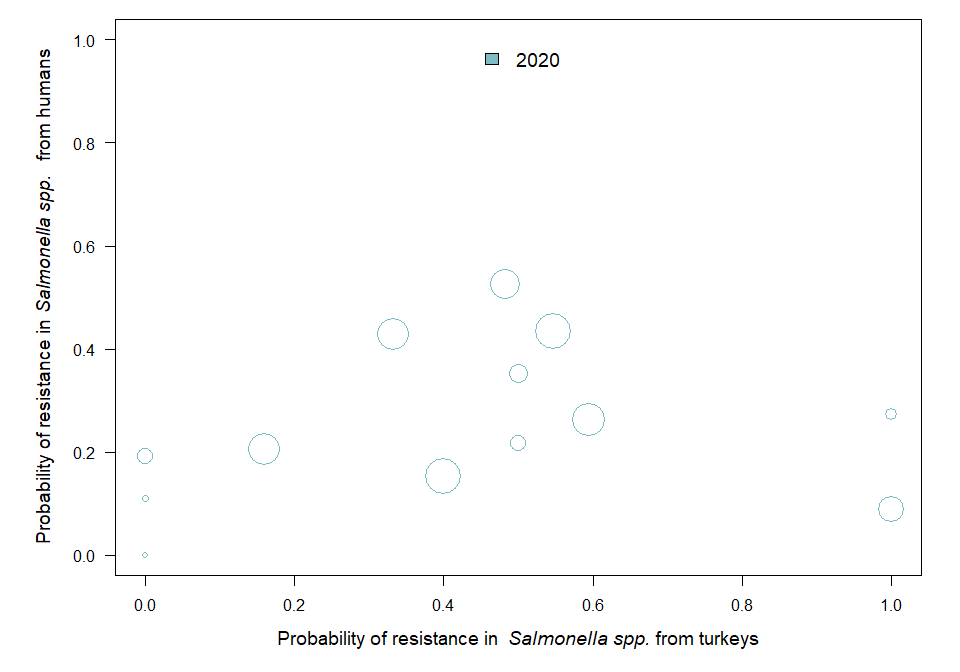 2020
Probability of resistance in Salmonella spp. from humans
1.0
0.8
0.6
0.4
0.2
0.0
0.0 0.2 0.4 0.6 0.8 1.0
Probability of resistance in Salmonella spp. from turkeys